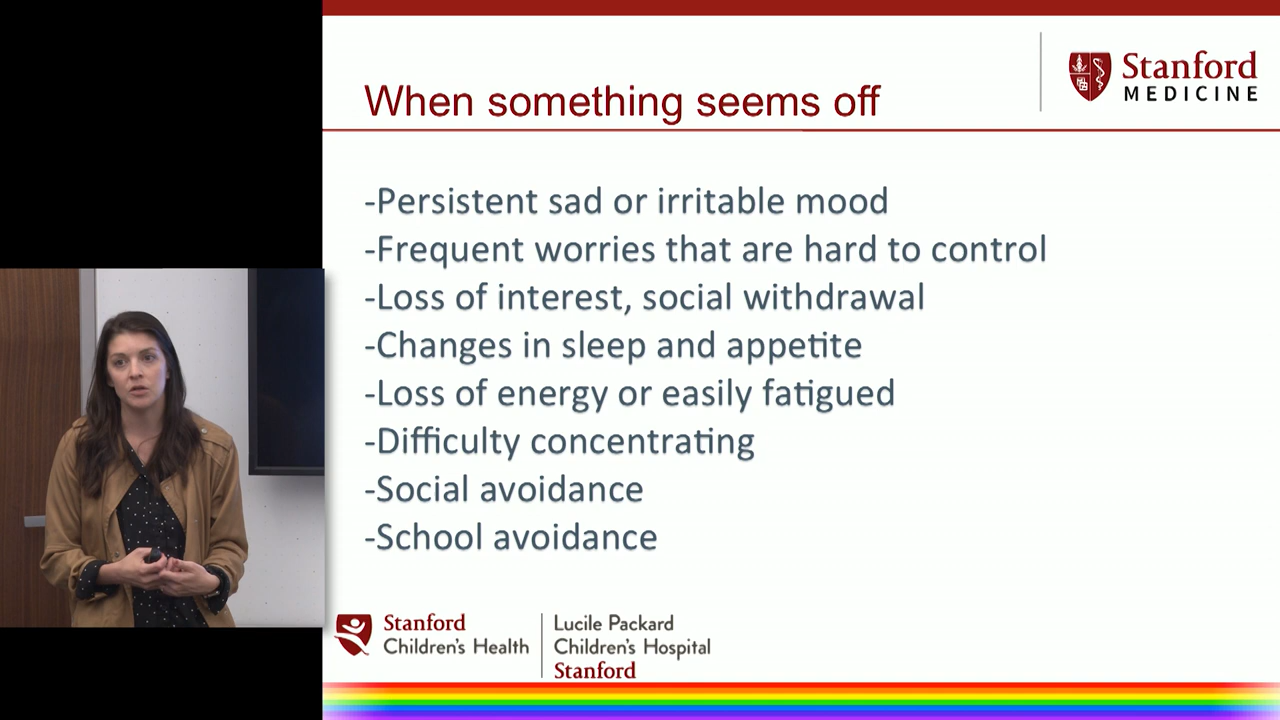 When something seems off
Stanford
MEDICINE
-Persistent sad or irritable mood
-Frequent worries that are hard to control
-Loss of interest, social withdrawal
-Changes in sleep and appetite
-Loss of energy or easily fatigued
-Difficulty concentrating
-Social avoidance
-School avoidance
Stanford
Children's Health
Lucile Packard
Children's Hospital
Stanford